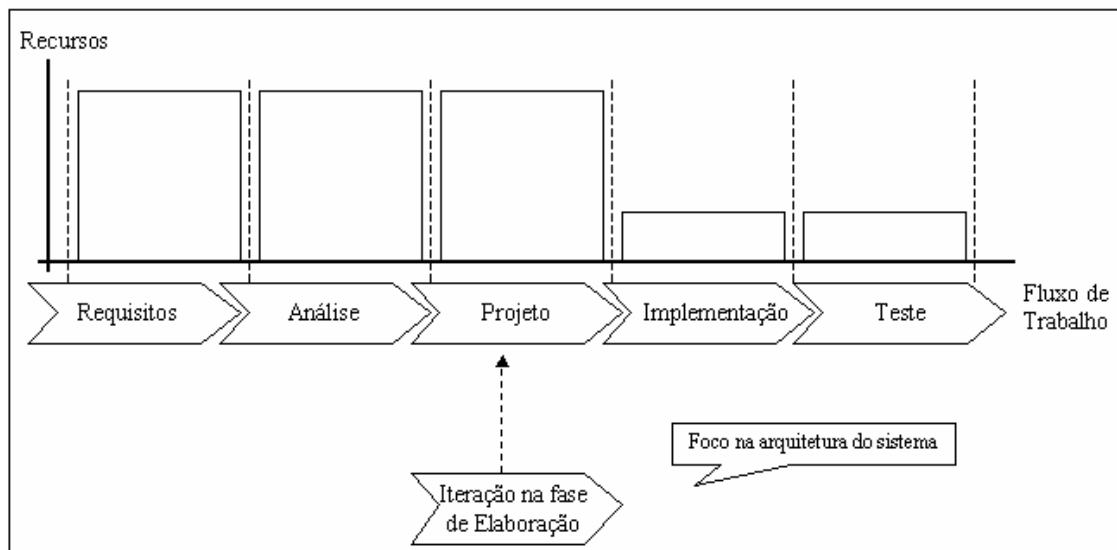 Recursos
Requisitos
Análise
Projeto
Implementação
Teste
Fluxo de
Trabalho
Foco na arquitetura do sistema
Iteração na fase
de Elaboração